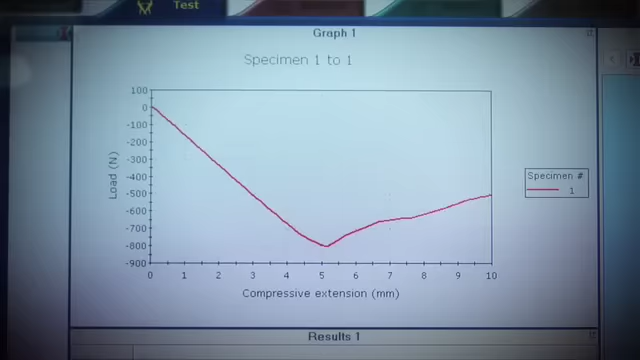 Test
Graph 1
Specimen 1 to 1
100
0
-100
-200
-300
-400
-500
-600
-700
-800
-900
Load (N)
0 1 2 3 4 5 6 7 8 9 10
Compressive extension (mm)
Specimen #
1
Results 1